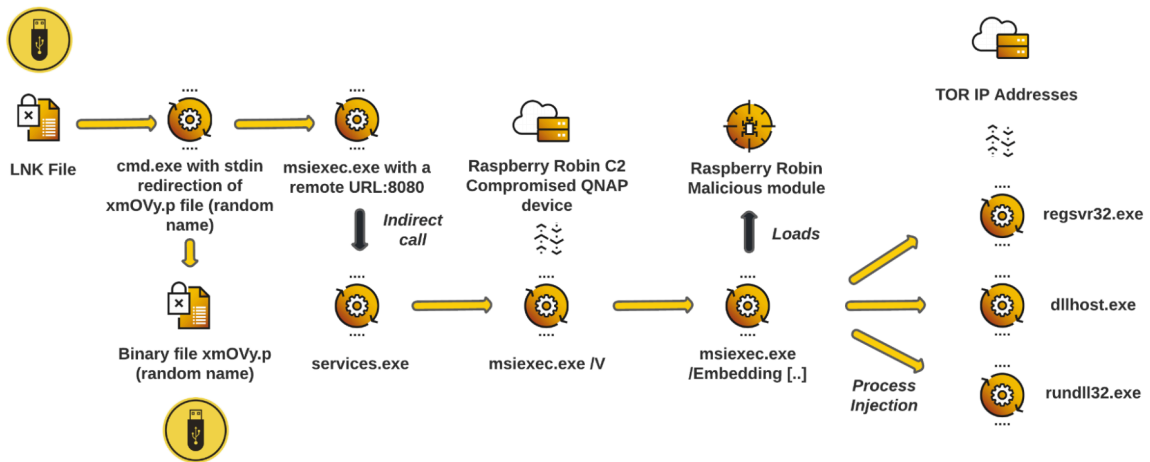 TOR IP Addresses
LNK File
cmd.exe with stdin
redirection of
xmOVy.p file (random
name)
msiexec.exe with a
remote URL:8080
Raspberry Robin C2
Compromised QNAP
device
Raspberry Robin
Malicious module
Indirect
call
Loads
regsvr32.exe
dllhost.exe
Binary file xmOVy.p
(random name)
services.exe
msiexec.exe /V
msiexec.exe
/Embedding [..]
Process
Injection
rundll32.exe